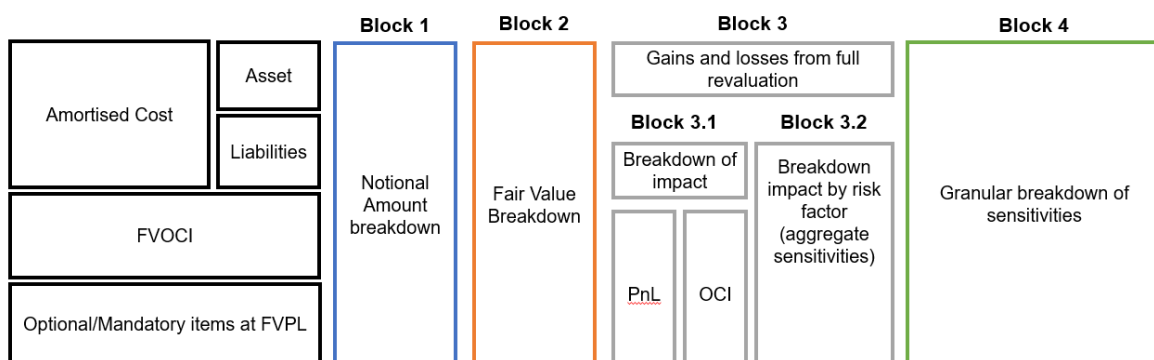 Block 1
Block 2
Block 3
Block 4
Amortised Cost
Asset
Liabilities
FVOCI
Optional/Mandatory items at FVPL
Notional
Amount
breakdown
Fair Value
Breakdown
Gains and losses from full
revaluation
Block 3.1
Block 3.2
Breakdown of
impact
PnL
OCI
Breakdown
impact by risk
factor
(aggregate
sensitivities)
Granular breakdown of
sensitivities